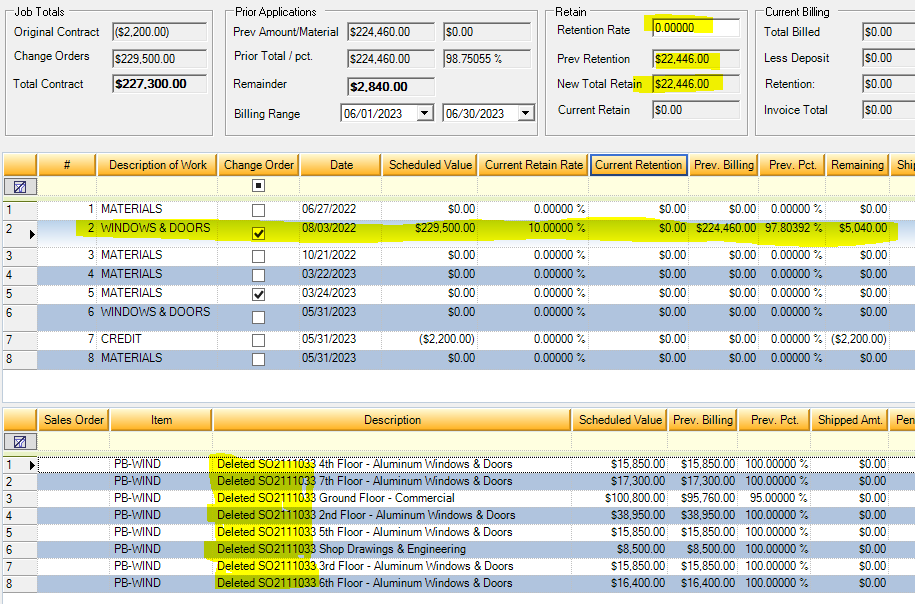 Job Totals
Original Contract ($2,200.00)
Change Orders $229,500.00
Total Contract $227,300.00
Prior Applications
Prev Amount/Material $224,460.00 $0.00
Prior Total / pct. $224,460.00 98.75055 %
Remainder $2,840.00
Billing Range 06/01/2023 06/30/2023
Retain
Retention Rate 0.00000
Prev Retention $22,446.00
New Total Retain $22,446.00
Current Retain $0.00
Current Billing
Total Billed $0.00
Less Deposit $0.00
Retention: $0.00
Invoice Total $0.00
# Description of Work Change Order Date Scheduled Value Current Retain Rate Current Retention Prev. Billing Prev. Pct. Remaining Ship
1 1 MATERIALS 06/27/2022 $0.00 0.00000 % $0.00 $0.00 0.00000 % $0.00
2 2 WINDOWS & DOORS 08/03/2022 $229,500.00 10.00000 % $0.00 $224,460.00 97.80392 % $5,040.00
3 3 MATERIALS 10/21/2022 $0.00 0.00000 % $0.00 $0.00 0.00000 % $0.00
4 4 MATERIALS 03/22/2023 $0.00 0.00000 % $0.00 $0.00 0.00000 % $0.00
5 5 MATERIALS 03/24/2023 $0.00 0.00000 % $0.00 $0.00 0.00000 % $0.00
6 6 WINDOWS & DOORS 05/31/2023 $0.00 0.00000 % $0.00 $0.00 0.00000 % $0.00
7 7 CREDIT 05/31/2023 ($2,200.00) 0.00000 % $0.00 $0.00 0.00000 % ($2,200.00)
8 8 MATERIALS 05/31/2023 $0.00 0.00000 % $0.00 $0.00 0.00000 % $0.00
Sales Order Item Description Scheduled Value Prev. Billing Prev. Pct. Shipped Amt. Pen
1 PB-WIND Deleted SO2111033 4th Floor - Aluminum Windows & Doors $15,850.00 $15,850.00 100.00000 % $0.00
2 PB-WIND Deleted SO2111033 7th Floor - Aluminum Windows & Doors $17,300.00 $17,300.00 100.00000 % $0.00
3 PB-WIND Deleted SO2111033 Ground Floor - Commercial $100,800.00 $95,760.00 95.00000 % $0.00
4 PB-WIND Deleted SO2111033 2nd Floor - Aluminum Windows & Doors $38,950.00 $38,950.00 100.00000 % $0.00
5 PB-WIND Deleted SO2111033 5th Floor - Aluminum Windows & Doors $15,850.00 $15,850.00 100.00000 % $0.00
6 PB-WIND Deleted SO2111033 Shop Drawings & Engineering $8,500.00 $8,500.00 100.00000 % $0.00
7 PB-WIND Deleted SO2111033 3rd Floor - Aluminum Windows & Doors $15,850.00 $15,850.00 100.00000 % $0.00
8 PB-WIND Deleted SO2111033 6th Floor - Aluminum Windows & Doors $16,400.00 $16,400.00 100.00000 % $0.00